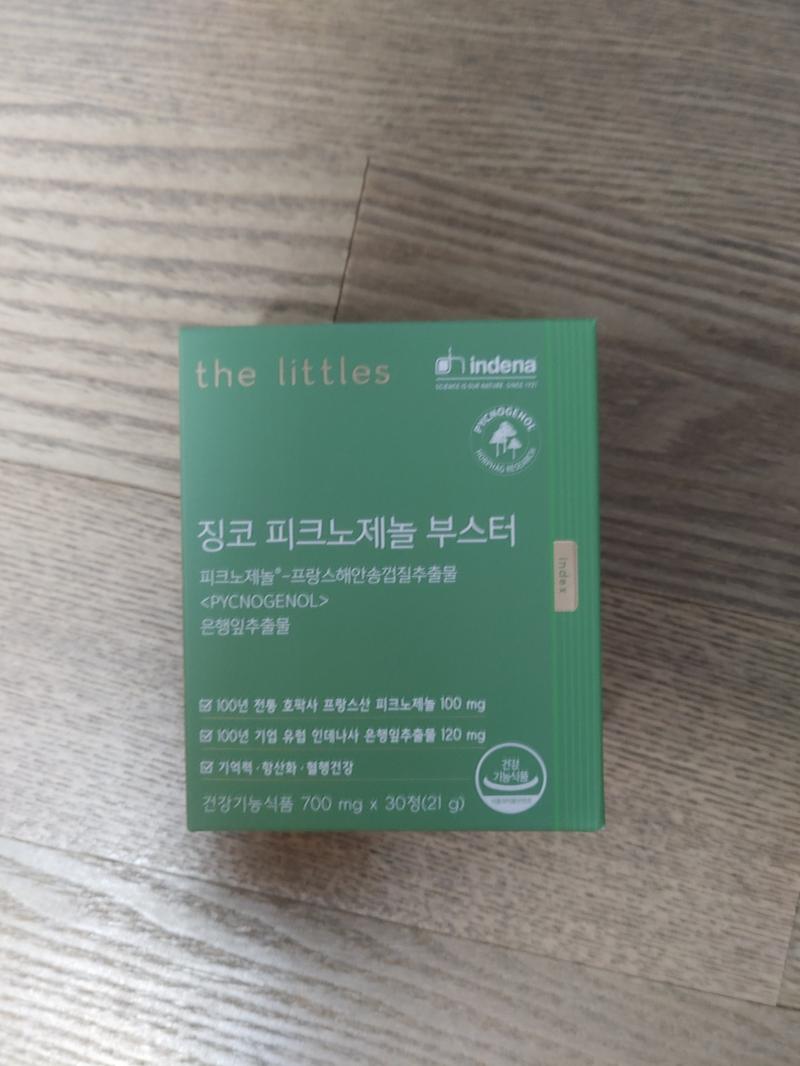 the littles
indena
SCIENCE IS OUR NATURE. SINCE 1921
PYCNOGENOL
HORPHAG RESEARCH
징코 피크노제놀 부스터
피크노제놀®-프랑스해안송껍질추출물
<PYCNOGENOL>
은행잎추출물
index
100년 전통 호팍사 프랑스산 피크노제놀 100 mg
100년 기업 유럽 인데나사 은행잎추출물 120 mg
기억력·항산화·혈행건강
건강
기능식품
건강기능식품 700 mg x 30정(21 g)